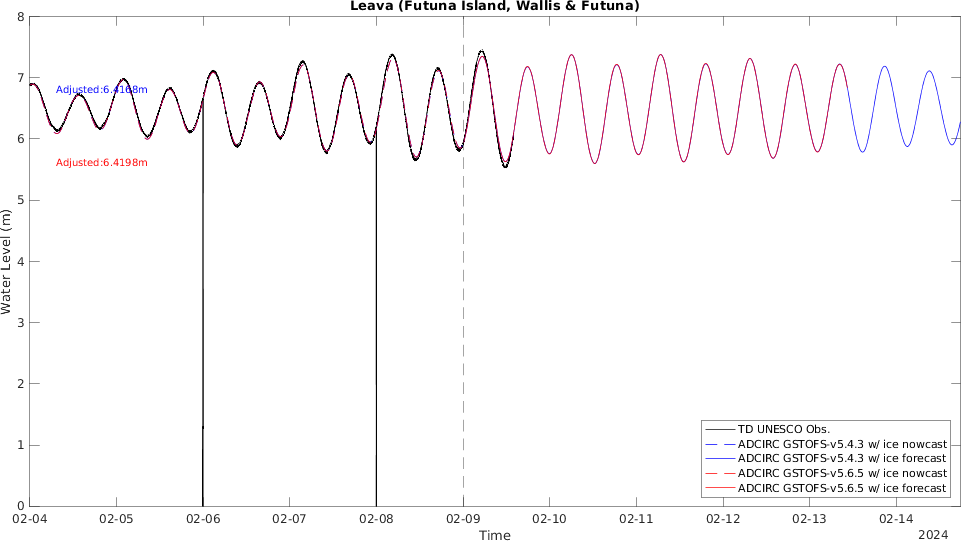 Leava (Futuna Island, Wallis & Futuna)
8
7
6
5
4
3
2
1
0
Water Level (m)
Adjusted:6.4168m
Adjusted:6.4198m
TD UNESCO Obs.
ADCIRC GSTOFS-v5.4.3 w/ ice nowcast
ADCIRC GSTOFS-v5.4.3 w/ ice forecast
ADCIRC GSTOFS-v5.6.5 w/ ice nowcast
ADCIRC GSTOFS-v5.6.5 w/ ice forecast
02-04 02-05 02-06 02-07 02-08 02-09 02-10 02-11 02-12 02-13 02-14
Time
2024